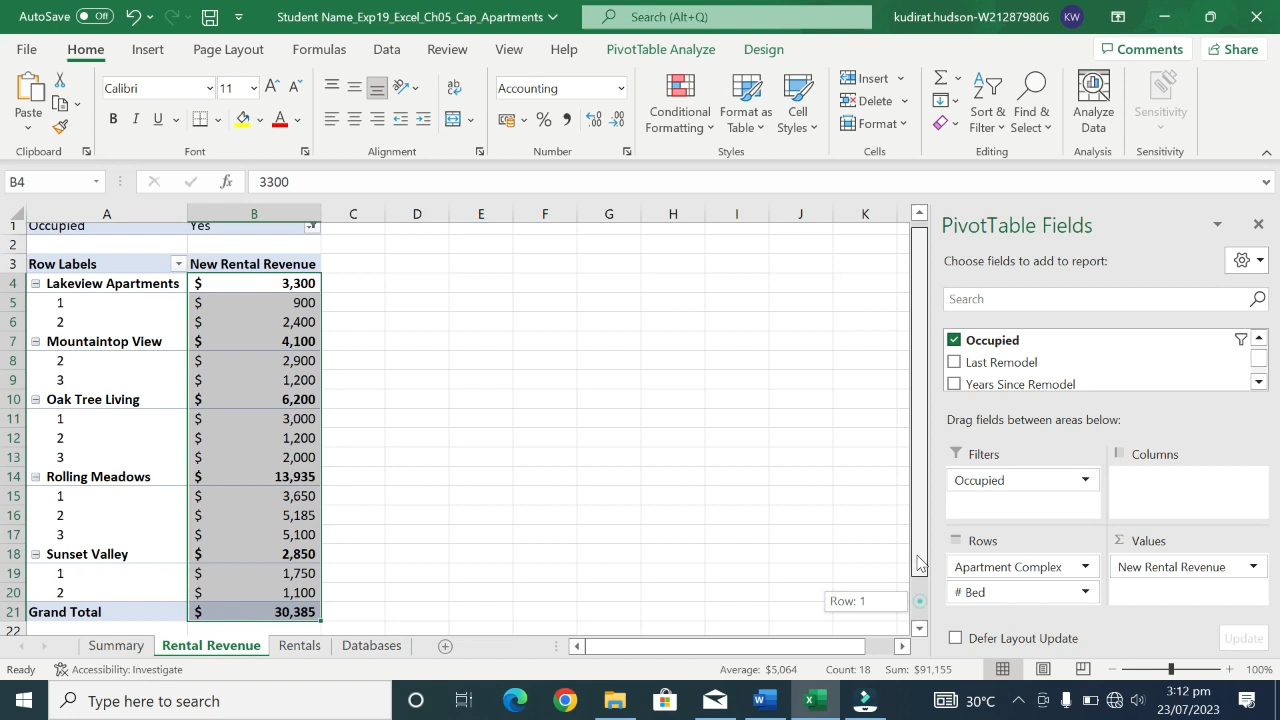 AutoSave Off Student Name_Exp19_Excel_Ch05_Cap_Apartments Search (Alt+Q) kudirat.hudson-W212879806 KW
File Home Insert Page Layout Formulas Data Review View Help PivotTable Analyze Design Comments Share
Paste Calibri 11 B I U A Accounting % Conditional Formatting Format as Table Cell Styles Insert Delete Format Sort & Filter Find & Select Analyze Data Sensitivity
Clipboard Font Alignment Number Styles Cells Editing Analysis Sensitivity
B4 fx 3300
A B C D E F G H I J K
1 Occupied Yes
2
3 Row Labels New Rental Revenue
4 Lakeview Apartments $ 3,300
5 1 $ 900
6 2 $ 2,400
7 Mountaintop View $ 4,100
8 2 $ 2,900
9 3 $ 1,200
10 Oak Tree Living $ 6,200
11 1 $ 3,000
12 2 $ 1,200
13 3 $ 2,000
14 Rolling Meadows $ 13,935
15 1 $ 3,650
16 2 $ 5,185
17 3 $ 5,100
18 Sunset Valley $ 2,850
19 1 $ 1,750
20 2 $ 1,100
21 Grand Total $ 30,385
22
Row: 1
PivotTable Fields
Choose fields to add to report:
Search
Occupied
Last Remodel
Years Since Remodel
Drag fields between areas below:
Filters Columns
Occupied
Rows Σ Values
Apartment Complex New Rental Revenue
# Bed
Defer Layout Update Update
Summary Rental Revenue Rentals Databases
Ready Accessibility: Investigate Average: $5,064 Count: 18 Sum: $91,155 100%
Type here to search 30°C 3:12 pm
23/07/2023